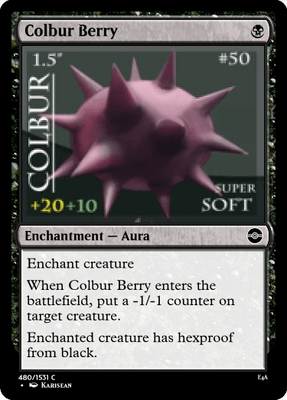 Colbur Berry
1.5" #50
COLBUR
+20 +10
SUPER
SOFT
Enchantment — Aura
Enchant creature
When Colbur Berry enters the
battlefield, put a -1/-1 counter on
target creature.
Enchanted creature has hexproof
from black.
480/1531 C
E4A
• Karisean